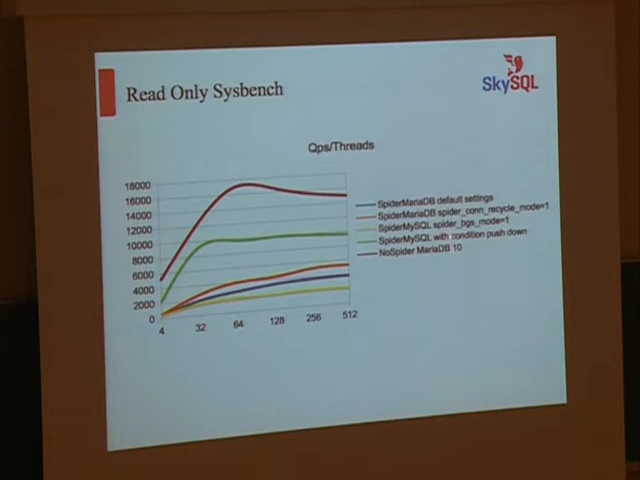 Read Only Sysbench
SkySQL
Qps/Threads
18000
16000
14000
12000
10000
8000
6000
4000
2000
0
4 32 64 128 256 512
SpiderMariaDB default settings
SpiderMariaDB spider_conn_recycle_mode=1
SpiderMySQL spider_bgs_mode=1
SpiderMySQL with condition push down
NoSpider MariaDB 10